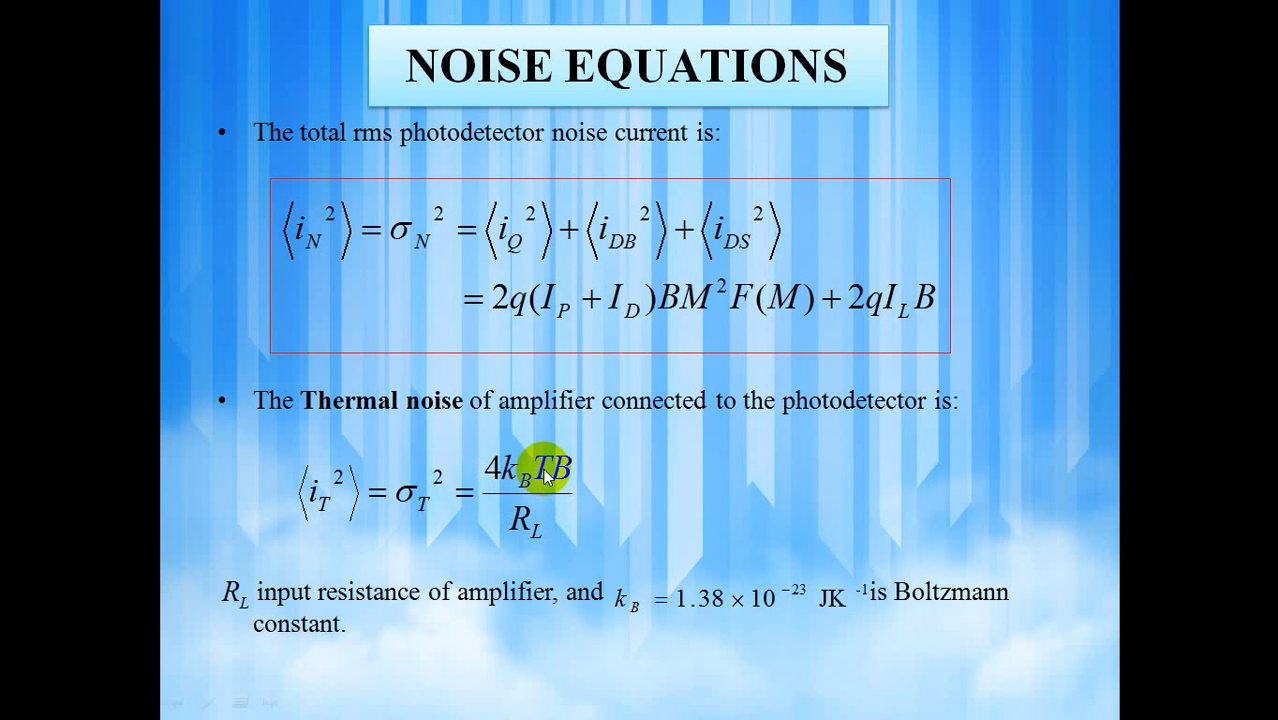 NOISE EQUATIONS
• The total rms photodetector noise current is:
⟨i_N²⟩ = σ_N² = ⟨i_Q²⟩ + ⟨i_DB²⟩ + ⟨i_DS²⟩
= 2q(I_P + I_D)BM²F(M) + 2qI_LB
• The Thermal noise of amplifier connected to the photodetector is:
⟨i_T²⟩ = σ_T² = 4k_BTB / R_L
R_L input resistance of amplifier, and k_B = 1.38 × 10⁻²³ JK⁻¹ is Boltzmann
constant.